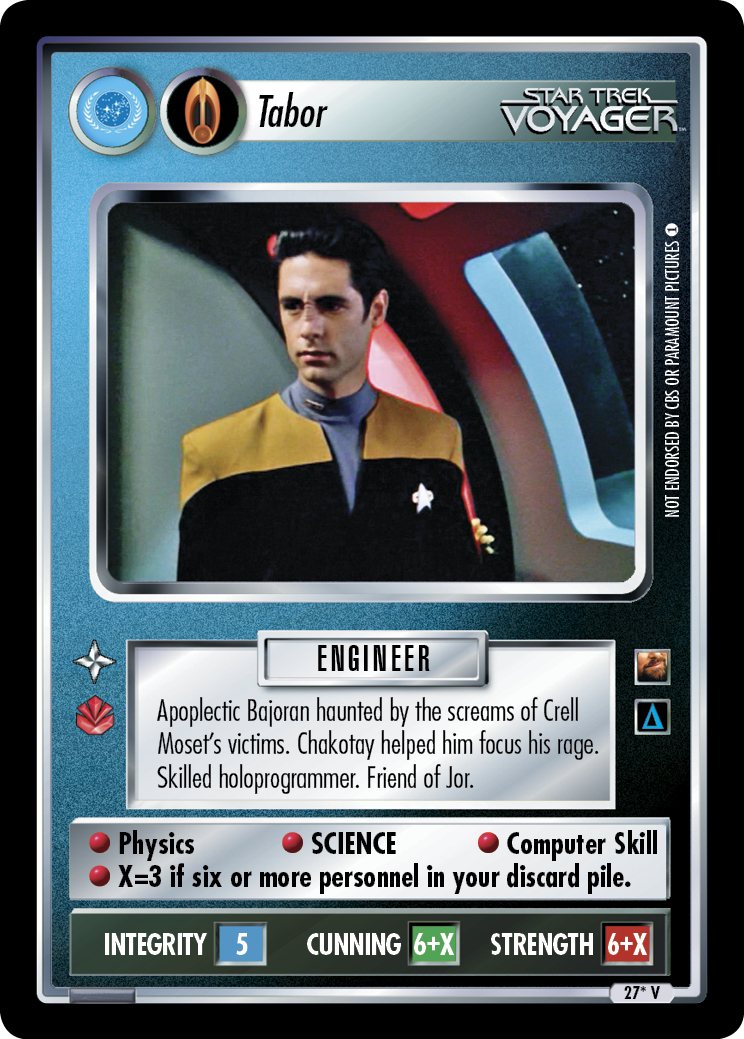 Tabor
STAR TREK
VOYAGER™
NOT ENDORSED BY CBS OR PARAMOUNT PICTURES 1
ENGINEER
Apoplectic Bajoran haunted by the screams of Crell
Moset's victims. Chakotay helped him focus his rage.
Skilled holoprogrammer. Friend of Jor.
Physics SCIENCE Computer Skill
X=3 if six or more personnel in your discard pile.
INTEGRITY 5 CUNNING 6+X STRENGTH 6+X
27* V